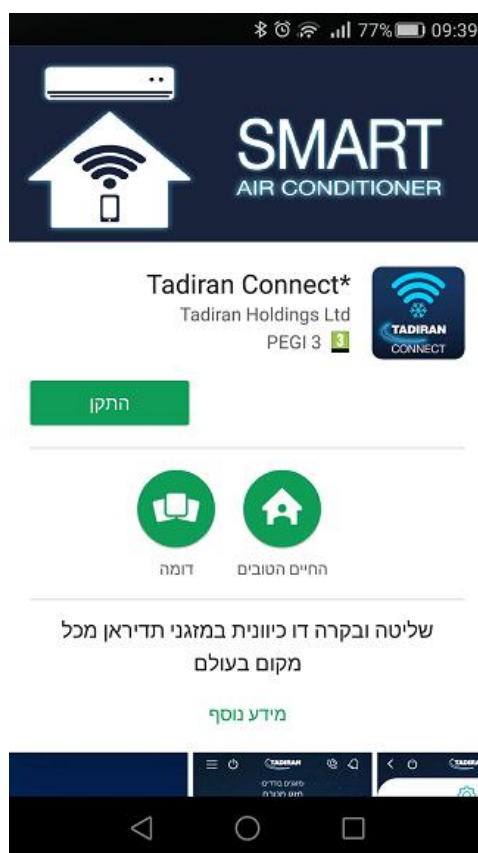 77% 09:39
SMART
AIR CONDITIONER
Tadiran Connect*
Tadiran Holdings Ltd
PEGI 3 3
TADIRAN
CONNECT
התקן
החיים הטובים
דומה
שליטה ובקרה דו כיוונית במזגני תדיראן מכל
מקום בעולם
מידע נוסף
TADIRAN